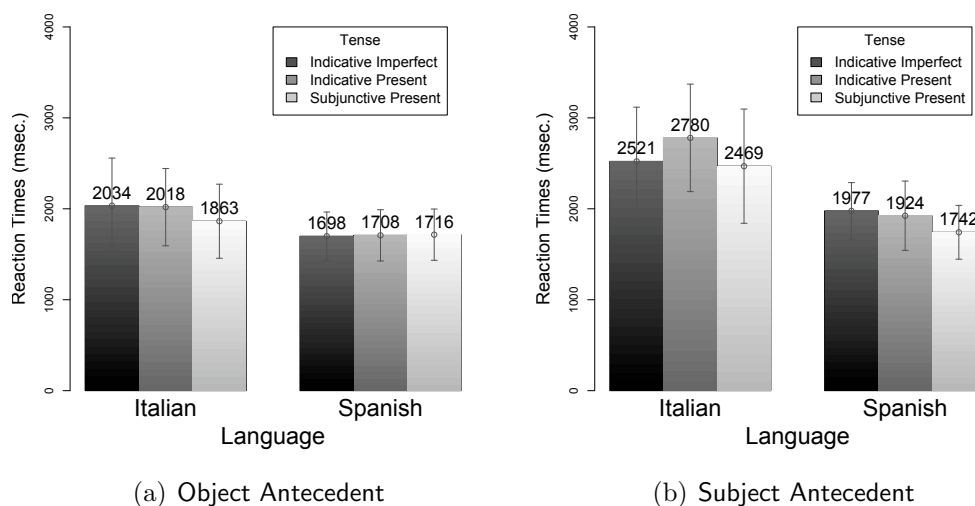 Tense
Indicative Imperfect
Indicative Present
Subjunctive Present
Reaction Times (msec.)
0
1000
2000
3000
4000
2034
2018
1863
1698
1708
1716
Italian
Spanish
Language
(a) Object Antecedent
Tense
Indicative Imperfect
Indicative Present
Subjunctive Present
Reaction Times (msec.)
0
1000
2000
3000
4000
2521
2780
2469
1977
1924
1742
Italian
Spanish
Language
(b) Subject Antecedent